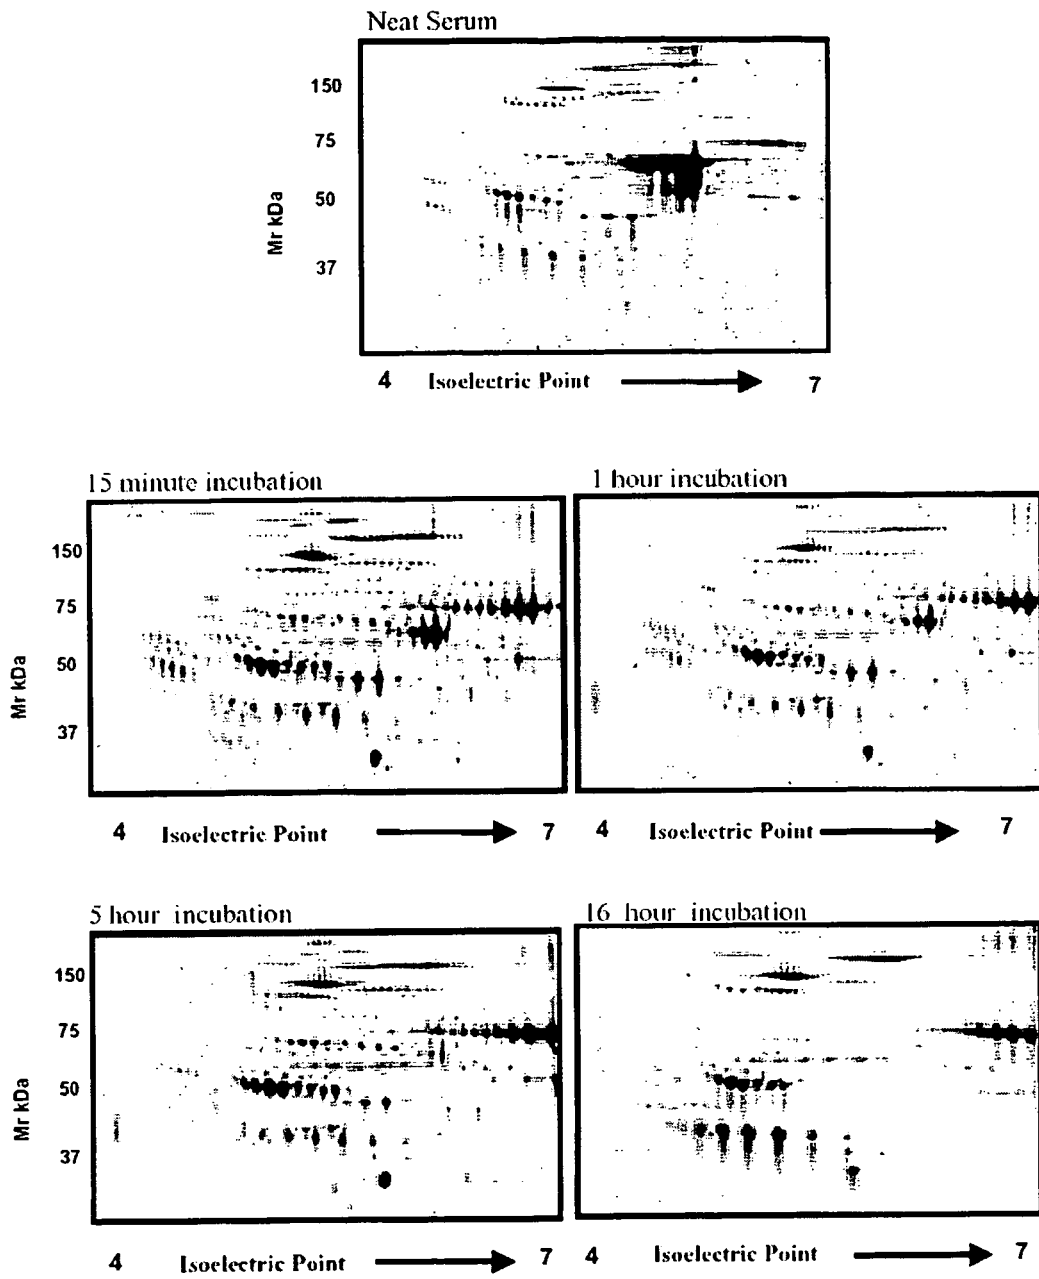 Neat Serum
150
75
50
37
Mr kDa
4 Isoelectric Point 7
15 minute incubation 1 hour incubation
150
75
50
37
Mr kDa
4 Isoelectric Point 7 4 Isoelectric Point 7
5 hour incubation 16 hour incubation
150
75
50
37
Mr kDa
4 Isoelectric Point 7 4 Isoelectric Point 7